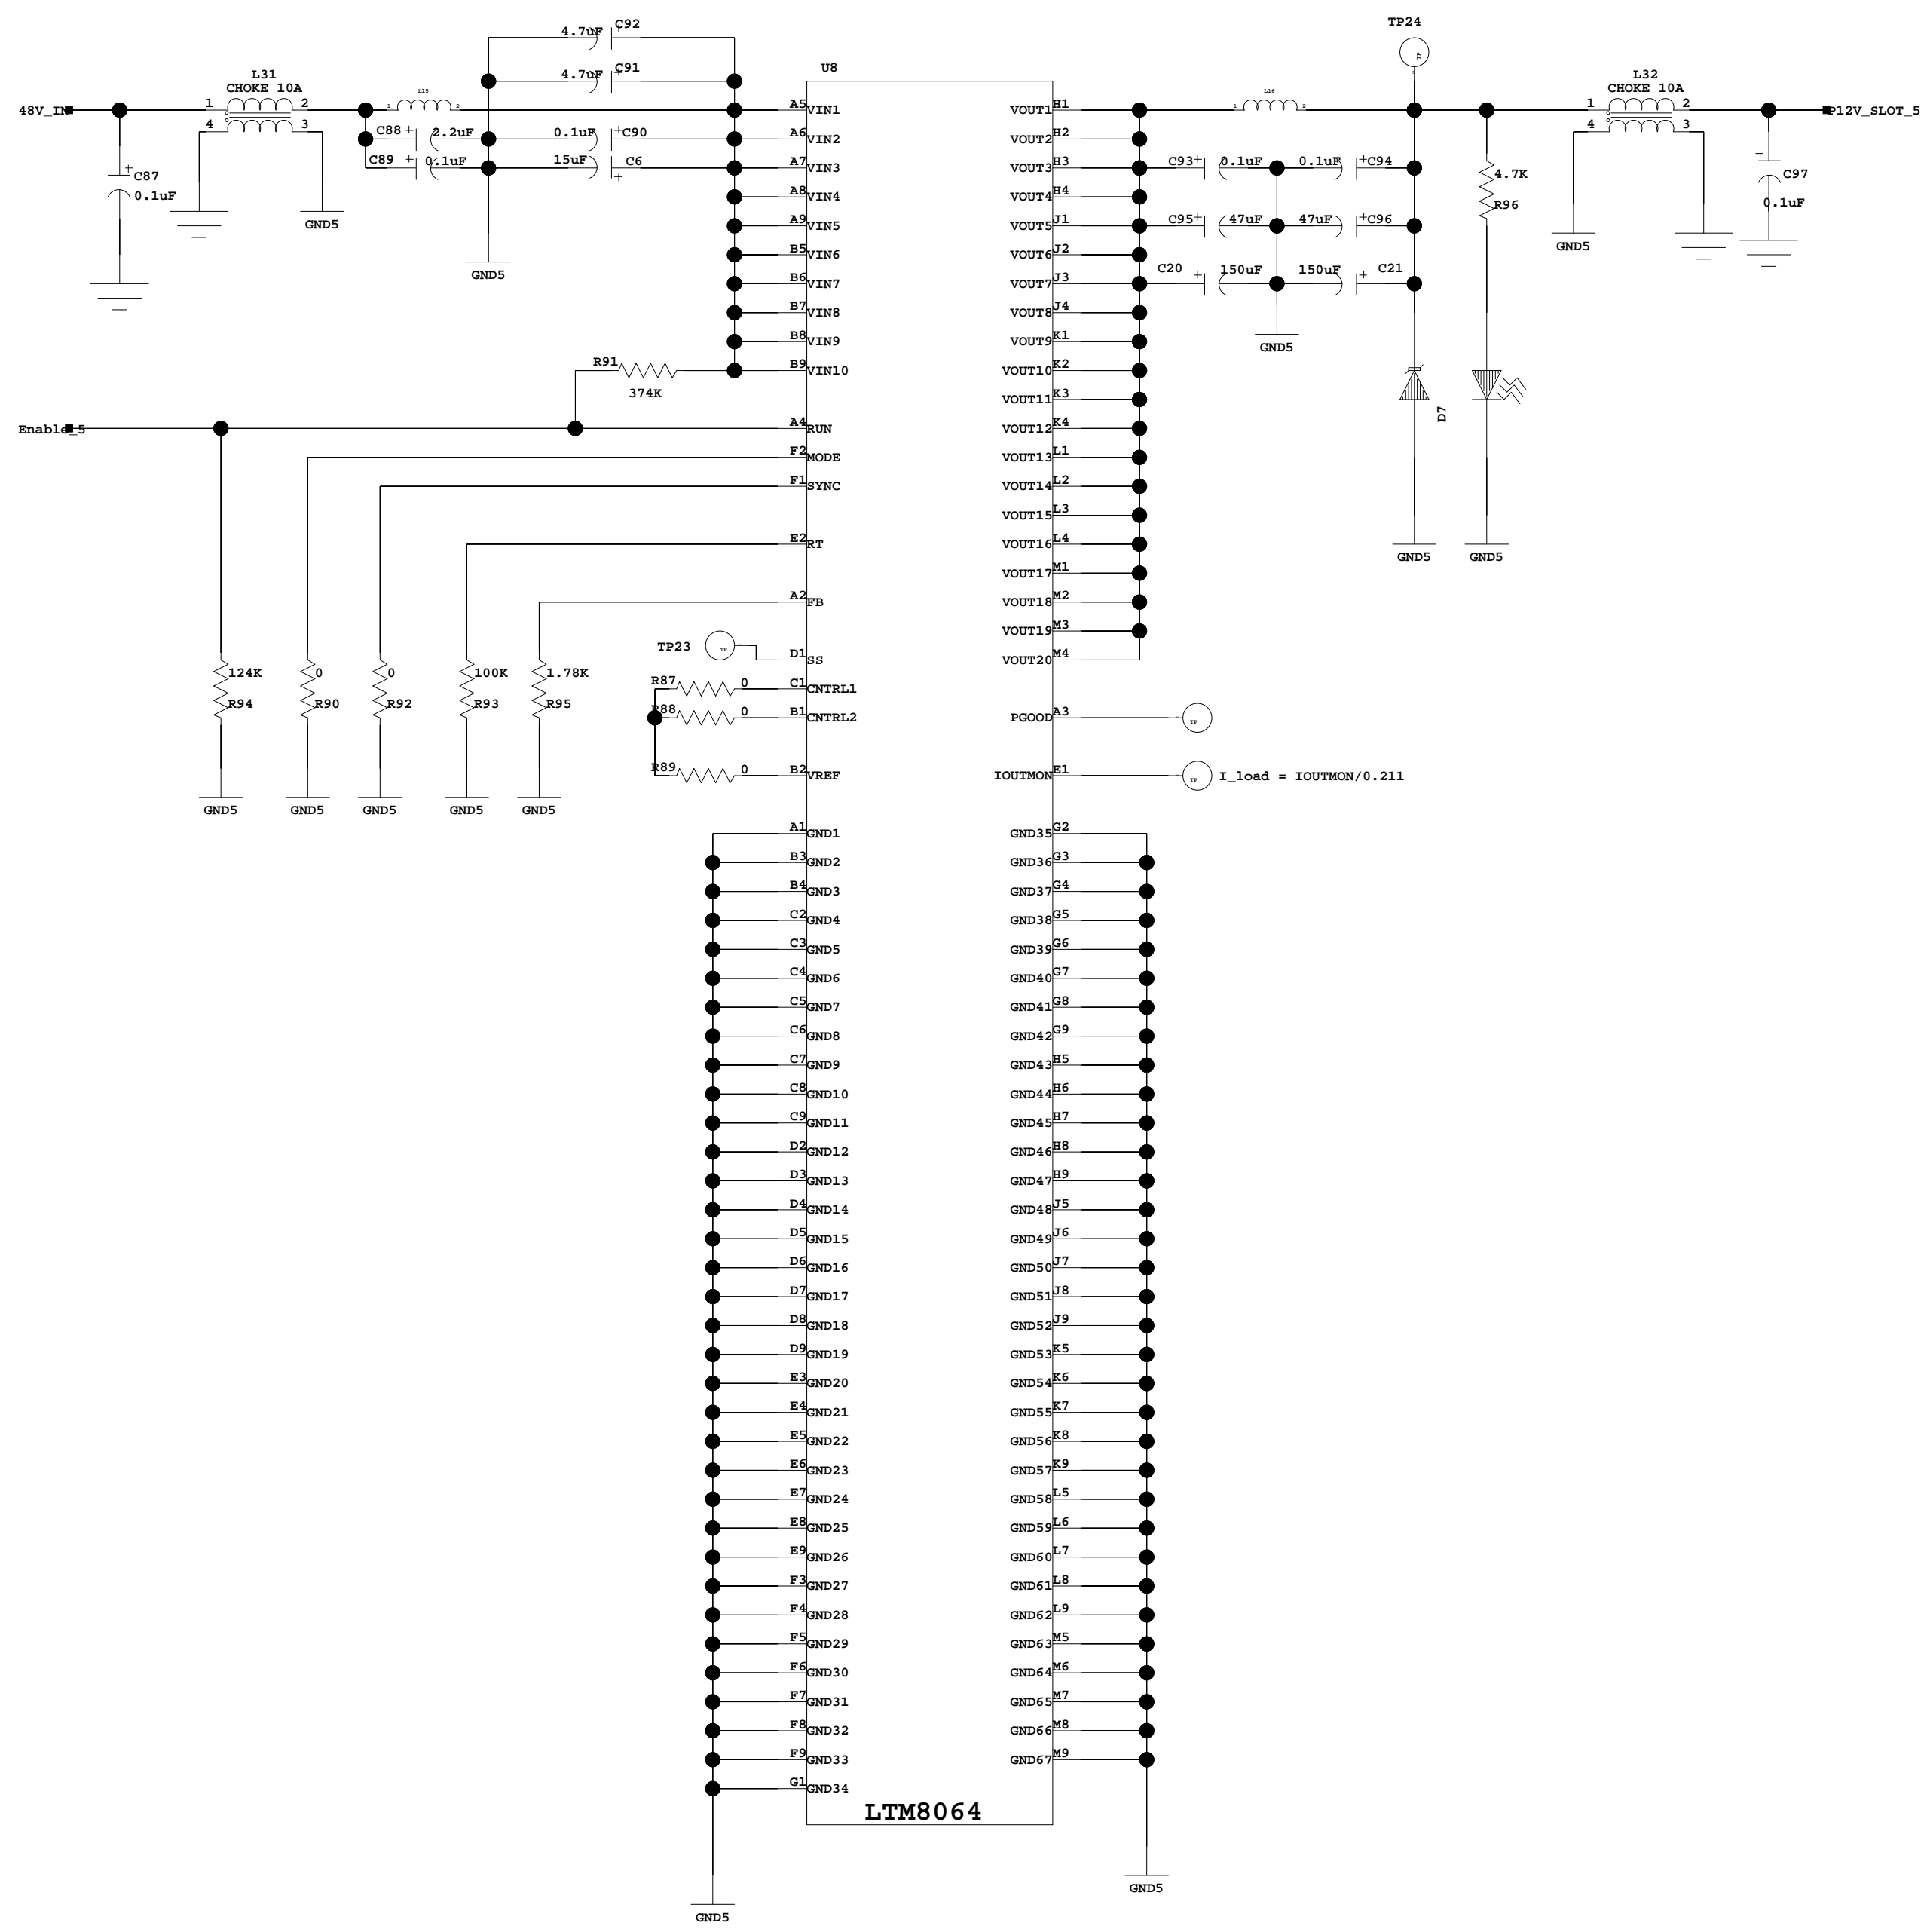 TP24
C92
4.7uF
C91
4.7uF
U8
L31
CHOKE 10A
L32
CHOKE 10A
48V_IN
1 2
4 3
L15
1 2
A5 VIN1
VOUT1 H1
L16
1 2
1 2
4 3
P12V_SLOT_5
C88 2.2uF 0.1uF C90
A6 VIN2
VOUT2 H2
C89 0.1uF 15uF C6
A7 VIN3
VOUT3 H3
C93 0.1uF 0.1uF C94
C87
0.1uF
4.7K
R96
C97
0.1uF
A8 VIN4
VOUT4 H4
A9 VIN5
VOUT5 J1
C95 47uF 47uF C96
GND5
GND5
GND5
B5 VIN6
VOUT6 J2
B6 VIN7
VOUT7 J3
C20 150uF 150uF C21
B7 VIN8
VOUT8 J4
B8 VIN9
VOUT9 K1
GND5
R91
374K
B9 VIN10
VOUT10 K2
VOUT11 K3
D7
Enable_5
A4 RUN
VOUT12 K4
F2 MODE
VOUT13 L1
F1 SYNC
VOUT14 L2
VOUT15 L3
E2 RT
VOUT16 L4
GND5
GND5
VOUT17 M1
A2 FB
VOUT18 M2
VOUT19 M3
TP23
TP
D1 SS
VOUT20 M4
124K
R94
0
R90
0
R92
100K
R93
1.78K
R95
R87 0
C1 CNTRL1
R88 0
B1 CNTRL2
PGOOD A3
TP
R89 0
B2 VREF
IOUTMON E1
TP
I_load = IOUTMON/0.211
GND5
GND5
GND5
GND5
GND5
A1 GND1
GND35 G2
B3 GND2
GND36 G3
B4 GND3
GND37 G4
C2 GND4
GND38 G5
C3 GND5
GND39 G6
C4 GND6
GND40 G7
C5 GND7
GND41 G8
C6 GND8
GND42 G9
C7 GND9
GND43 H5
C8 GND10
GND44 H6
C9 GND11
GND45 H7
D2 GND12
GND46 H8
D3 GND13
GND47 H9
D4 GND14
GND48 J5
D5 GND15
GND49 J6
D6 GND16
GND50 J7
D7 GND17
GND51 J8
D8 GND18
GND52 J9
D9 GND19
GND53 K5
E3 GND20
GND54 K6
E4 GND21
GND55 K7
E5 GND22
GND56 K8
E6 GND23
GND57 K9
E7 GND24
GND58 L5
E8 GND25
GND59 L6
E9 GND26
GND60 L7
F3 GND27
GND61 L8
F4 GND28
GND62 L9
F5 GND29
GND63 M5
F6 GND30
GND64 M6
F7 GND31
GND65 M7
F8 GND32
GND66 M8
F9 GND33
GND67 M9
G1 GND34
LTM8064
GND5
GND5